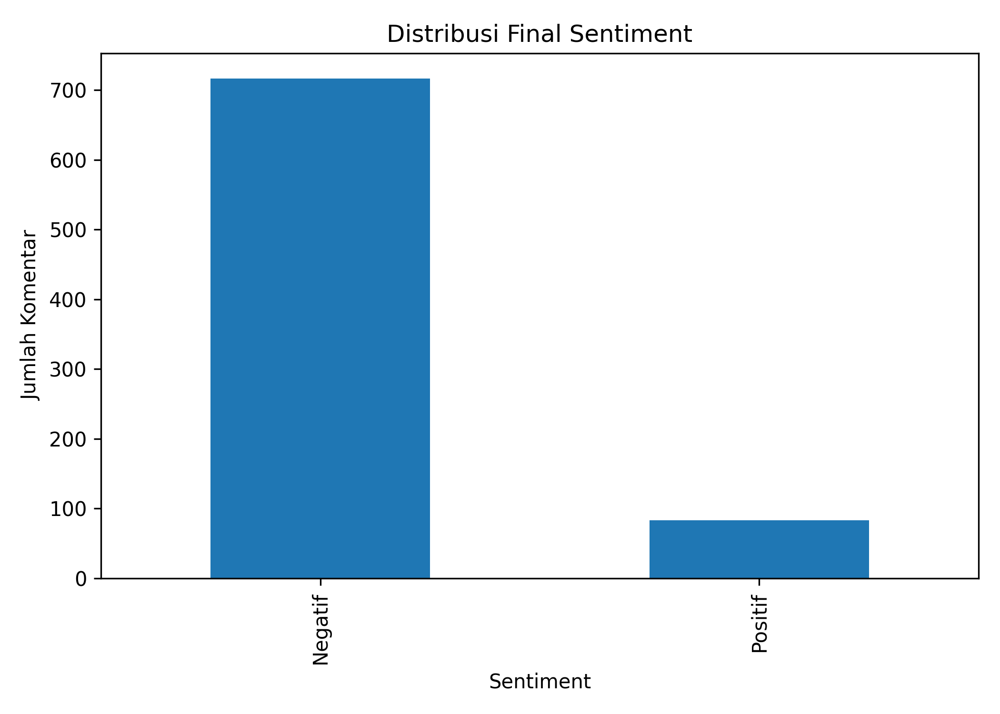 Distribusi Final Sentiment
Jumlah Komentar
700
600
500
400
300
200
100
0
Negatif
Positif
Sentiment